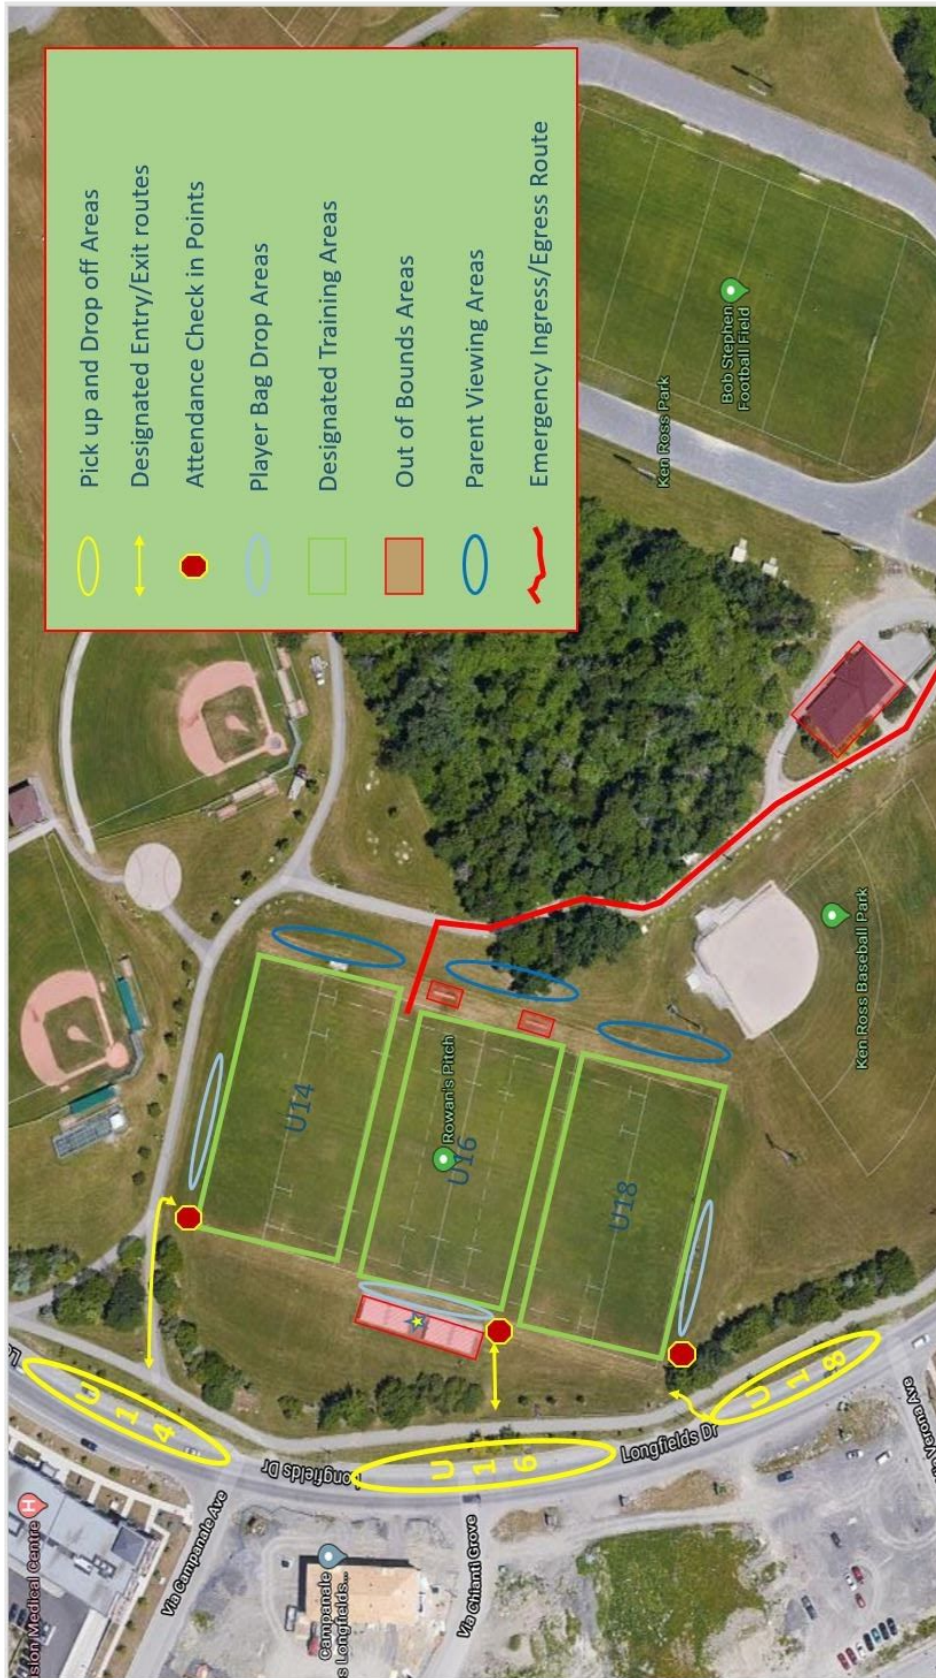 Pick up and Drop off Areas
Designated Entry/Exit routes
Attendance Check in Points
Player Bag Drop Areas
Designated Training Areas
Out of Bounds Areas
Parent Viewing Areas
Emergency Ingress/Egress Route
Ken Ross Park
Bob Stephen
Football Field
Ken Ross Baseball Park
U14
Rowan's Pitch
U16
U18
U14
U16
U18
Longfields Dr
Longfields Dr
Via Campanale Ave
Via Chianti Grove
Verona Ave
Medical Centre
H
Campanale
s Longfields...